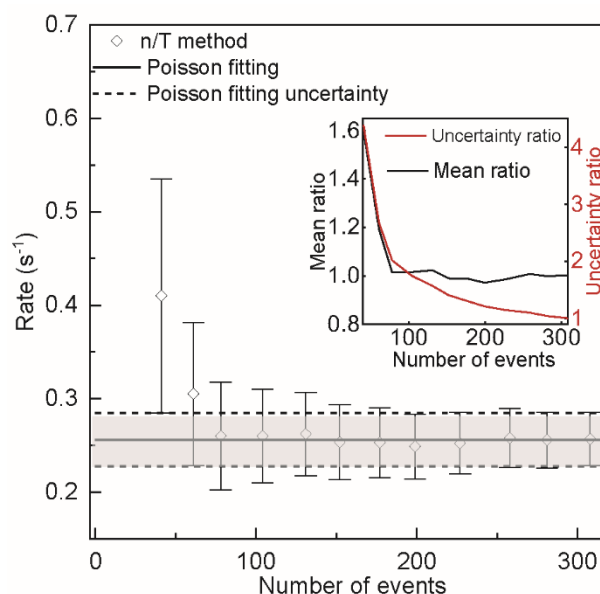 0.7
0.6
0.5
0.4
0.3
0.2
0
100
200
300
Rate (s⁻¹)
Number of events
n/T method
Poisson fitting
Poisson fitting uncertainty
1.6
1.4
1.2
1.0
0.8
Mean ratio
Uncertainty ratio
Mean ratio
4
3
2
1
Uncertainty ratio
100
200
300
Number of events